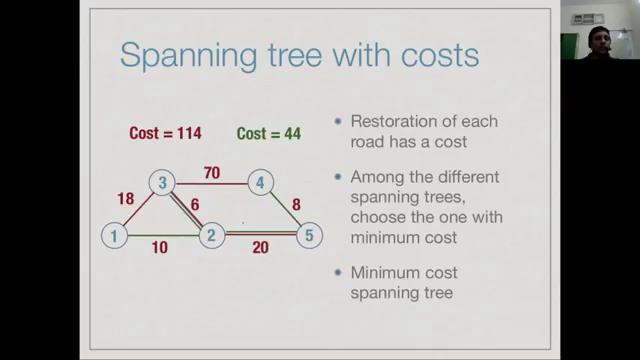 Spanning tree with costs
Cost = 114
Cost = 44
70
3
4
18
6
8
1
2
5
10
20
Restoration of each
road has a cost
Among the different
spanning trees,
choose the one with
minimum cost
Minimum cost
spanning tree